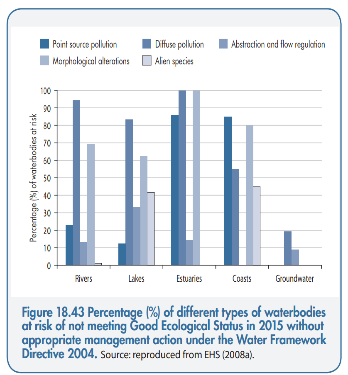 Point source pollution
Diffuse pollution
Abstraction and flow regulation
Morphological alterations
Alien species
Percentage (%) of waterbodies at risk
100
90
80
70
60
50
40
30
20
10
0
Rivers
Lakes
Estuaries
Coasts
Groundwater
Figure 18.43 Percentage (%) of different types of waterbodies
at risk of not meeting Good Ecological Status in 2015 without
appropriate management action under the Water Framework
Directive 2004. Source: reproduced from EHS (2008a).